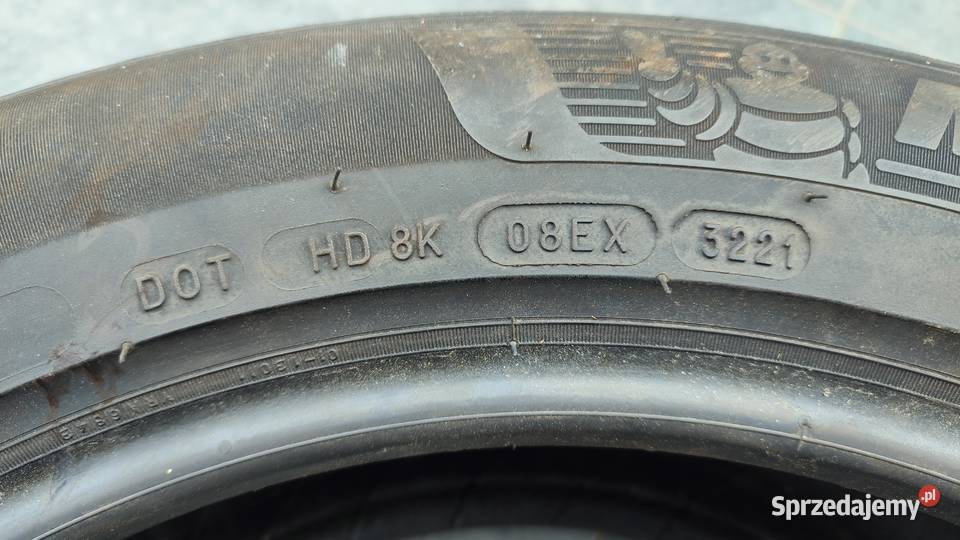 DOT HD 8K 08EX 3221
Sprzedajemy.pl